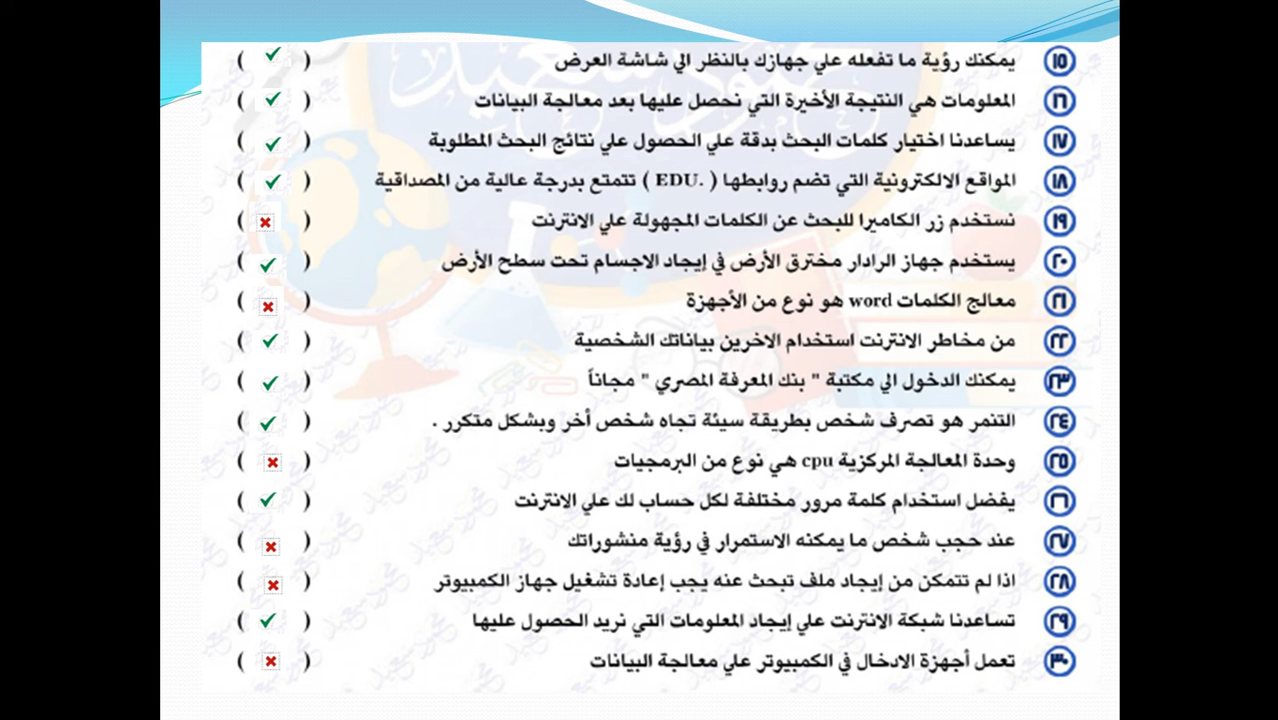 ١٥ يمكنك رؤية ما تفعله علي جهازك بالنظر الي شاشة العرض ( ✓ )
١٦ المعلومات هي النتيجة الأخيرة التي نحصل عليها بعد معالجة البيانات ( ✓ )
١٧ يساعدنا اختيار كلمات البحث بدقة علي الحصول علي نتائج البحث المطلوبة ( ✓ )
١٨ المواقع الالكترونية التي تضم روابطها ( .EDU ) تتمتع بدرجة عالية من المصداقية ( ✓ )
١٩ نستخدم زر الكاميرا للبحث عن الكلمات المجهولة علي الانترنت ( ✖ )
٢٠ يستخدم جهاز الرادار مخترق الأرض في إيجاد الاجسام تحت سطح الأرض ( ✓ )
٢١ معالج الكلمات word هو نوع من الأجهزة ( ✖ )
٢٢ من مخاطر الانترنت استخدام الاخرين بياناتك الشخصية ( ✓ )
٢٣ يمكنك الدخول الي مكتبة " بنك المعرفة المصري " مجاناً ( ✓ )
٢٤ التنمر هو تصرف شخص بطريقة سيئة تجاه شخص أخر وبشكل متكرر . ( ✓ )
٢٥ وحدة المعالجة المركزية cpu هي نوع من البرمجيات ( ✖ )
٢٦ يفضل استخدام كلمة مرور مختلفة لكل حساب لك علي الانترنت ( ✓ )
٢٧ عند حجب شخص ما يمكنه الاستمرار في رؤية منشوراتك ( ✖ )
٢٨ اذا لم تتمكن من إيجاد ملف تبحث عنه يجب إعادة تشغيل جهاز الكمبيوتر ( ✖ )
٢٩ تساعدنا شبكة الانترنت علي إيجاد المعلومات التي نريد الحصول عليها ( ✓ )
٣٠ تعمل أجهزة الادخال في الكمبيوتر علي معالجة البيانات ( ✖ )